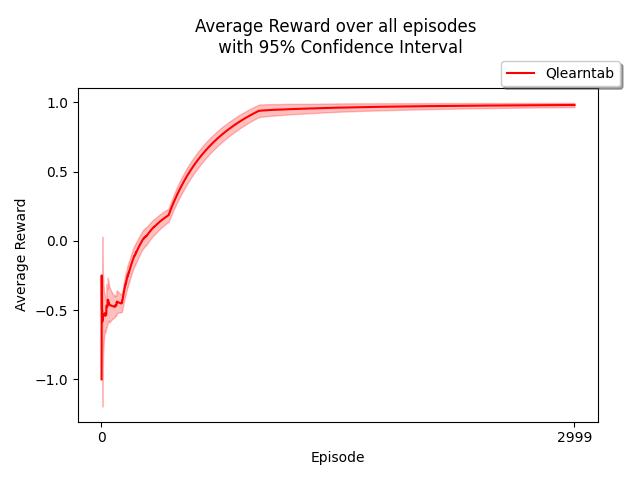 Average Reward over all episodes
with 95% Confidence Interval
Qlearntab
1.0
0.5
0.0
−0.5
−1.0
Average Reward
0
2999
Episode